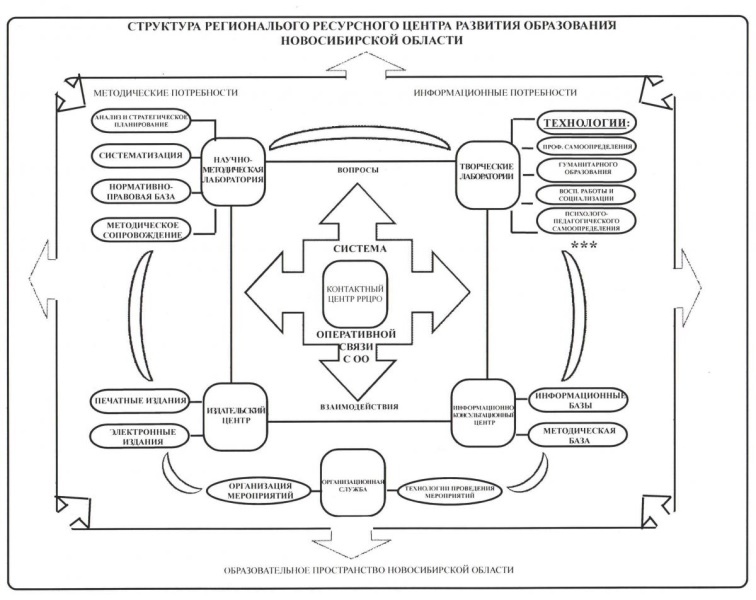 СТРУКТУРА РЕГИОНАЛЬОГО РЕСУРСНОГО ЦЕНТРА РАЗВИТИЯ ОБРАЗОВАНИЯ
НОВОСИБИРСКОЙ ОБЛАСТИ
МЕТОДИЧЕСКИЕ ПОТРЕБНОСТИ
ИНФОРМАЦИОННЫЕ ПОТРЕБНОСТИ
АНАЛИЗ И СТРАТЕГИЧЕСКОЕ
ПЛАНИРОВАНИЕ
СИСТЕМАТИЗАЦИЯ
НОРМАТИВНО-
ПРАВОВАЯ БАЗА
МЕТОДИЧЕСКОЕ
СОПРОВОЖДЕНИЕ
НАУЧНО-
МЕТОДИЧЕСКАЯ
ЛАБОРАТОРИЯ
ТВОРЧЕСКИЕ
ЛАБОРАТОРИИ
ТЕХНОЛОГИИ:
ПРОФ. САМООПРЕДЕЛЕНИЯ
ГУМАНИТАРНОГО
ОБРАЗОВАНИЯ
ВОСП. РАБОТЫ И
СОЦИАЛИЗАЦИИ
ПСИХОЛОГО-
ПЕДАГОГИЧЕСКОГО
САМООПРЕДЕЛЕНИЯ
***
ВОПРОСЫ
СИСТЕМА
КОНТАКТНЫЙ
ЦЕНТР РРЦРО
ОПЕРАТИВНОЙ
СВЯЗИ
С ОО
ВЗАИМОДЕЙСТВИЯ
ПЕЧАТНЫЕ ИЗДАНИЯ
ЭЛЕКТРОННЫЕ
ИЗДАНИЯ
ИЗДАТЕЛЬСКИЙ
ЦЕНТР
ИНФОРМАЦИОННО
КОНСУЛЬТАЦИОННЫЙ
ЦЕНТР
ИНФОРМАЦИОННЫЕ
БАЗЫ
МЕТОДИЧЕСКАЯ
БАЗА
ОРГАНИЗАЦИЯ
МЕРОПРИЯТИЙ
ОРГАНИЗАЦИОННАЯ
СЛУЖБА
ТЕХНОЛОГИИ ПРОВЕДЕНИЯ
МЕРОПРИЯТИЙ
ОБРАЗОВАТЕЛЬНОЕ ПРОСТРАНСТВО НОВОСИБИРСКОЙ ОБЛАСТИ